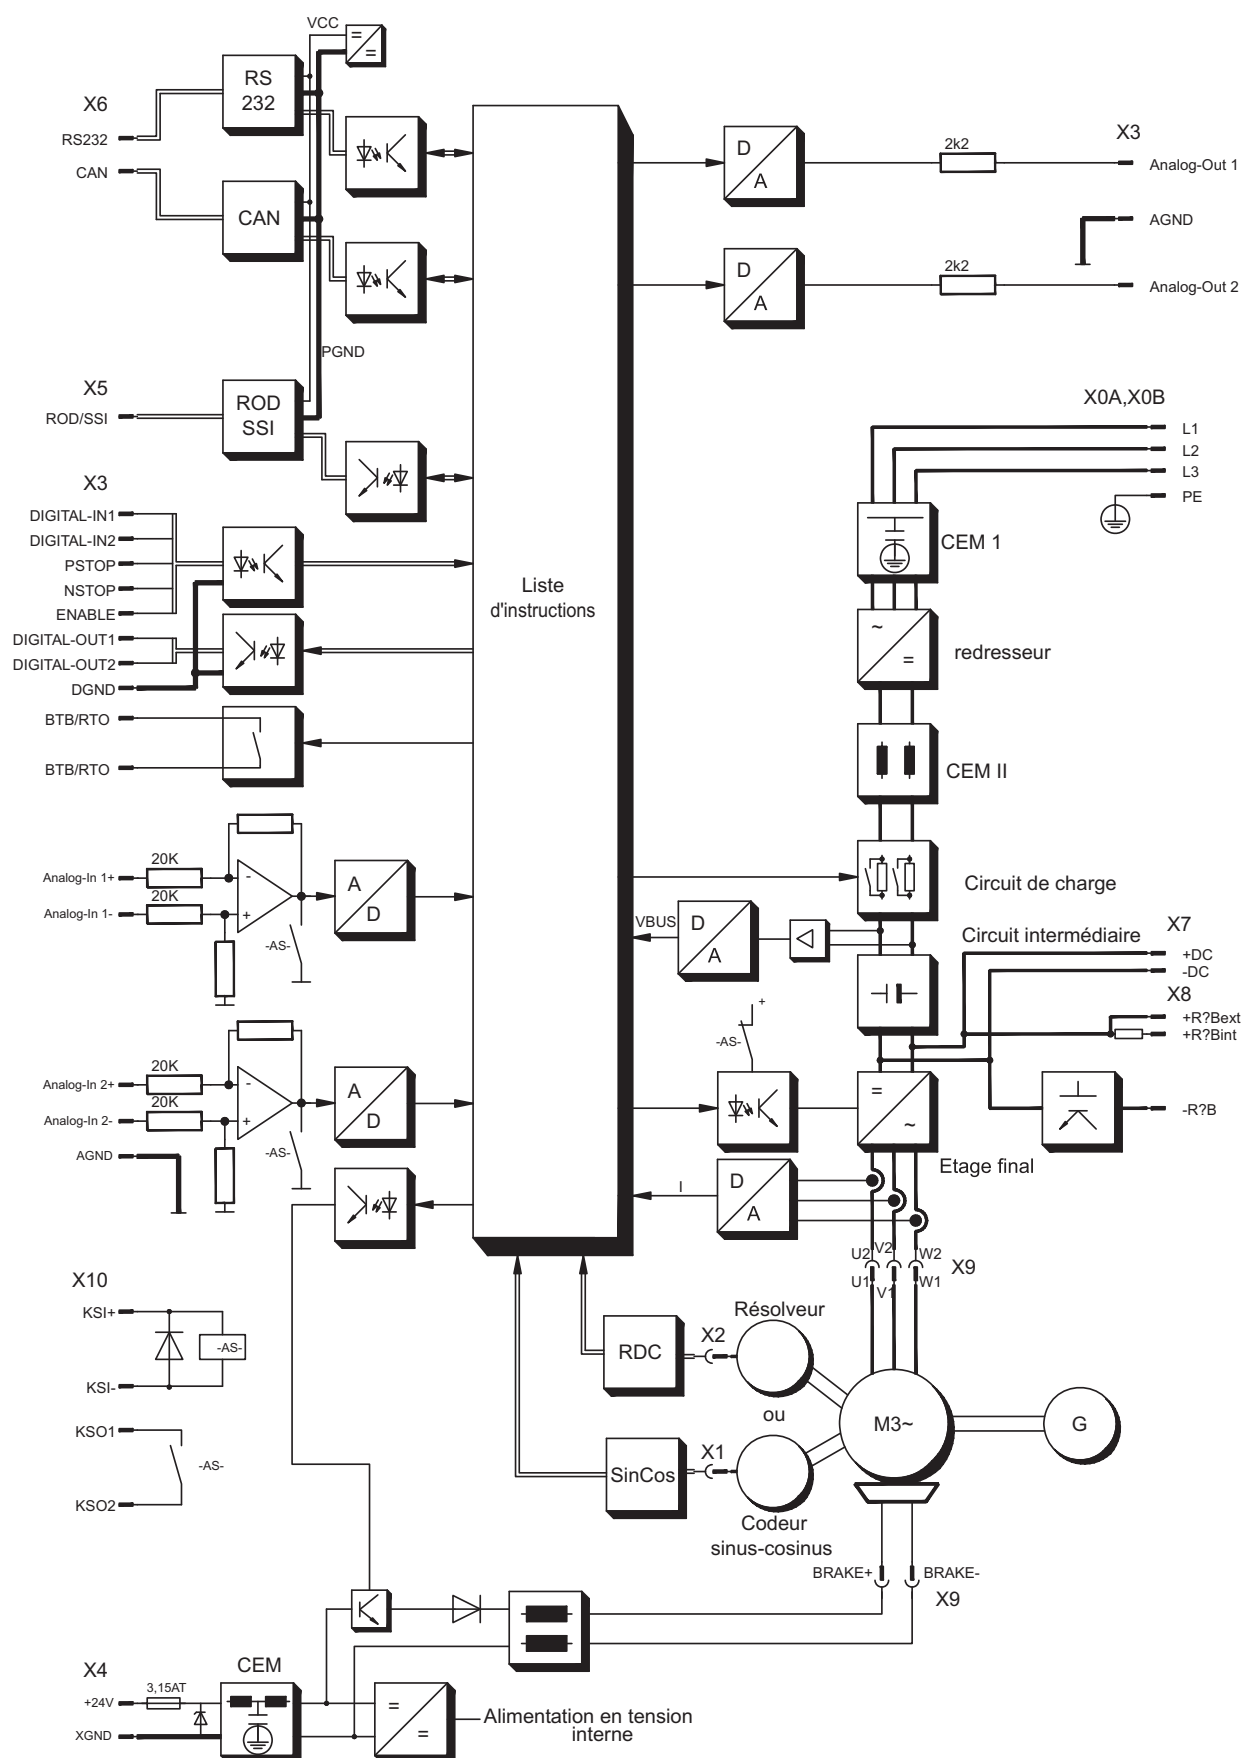 VCC
=
=
RS
232
X6
RS232
CAN
CAN
PGND
X5
ROD/SSI
ROD
SSI
X3
DIGITAL-IN1
DIGITAL-IN2
PSTOP
NSTOP
ENABLE
DIGITAL-OUT1
DIGITAL-OUT2
DGND
BTB/RTO
BTB/RTO
Analog-In 1+
20K
-
Analog-In 1-
20K
+
-AS-
A
D
Analog-In 2+
20K
-
Analog-In 2-
20K
+
AGND
-AS-
A
D
X10
KSI+
-AS-
KSI-
KSO1
-AS-
KSO2
Liste
d'instructions
D
A
2k2
X3
Analog-Out 1
AGND
D
A
2k2
Analog-Out 2
X0A,X0B
L1
L2
L3
PE
CEM 1
~
=
redresseur
CEM II
Circuit de charge
VBUS
D
A
Circuit intermédiaire
X7
+DC
-DC
X8
+R?Bext
+R?Bint
+
-AS-
=
~
-R?B
Etage final
I
D
A
U2
V2
W2
X9
U1
V1
W1
Résolveur
RDC
X2
ou
M3~
G
SinCos
X1
Codeur
sinus-cosinus
BRAKE+
BRAKE-
X9
X4
CEM
+24V
3,15AT
XGND
=
=
Alimentation en tension
interne